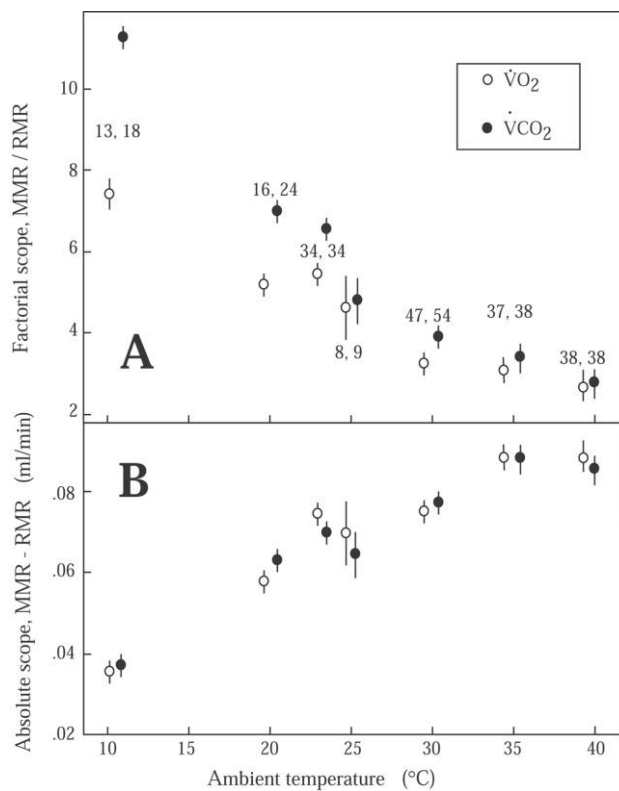 Factorial scope, MMR / RMR
10
8
6
4
2
V̇O₂
V̇CO₂
13, 18
16, 24
34, 34
8, 9
47, 54
37, 38
38, 38
A
Absolute scope, MMR - RMR (ml/min)
.08
.06
.04
.02
B
10 15 20 25 30 35 40
Ambient temperature (°C)